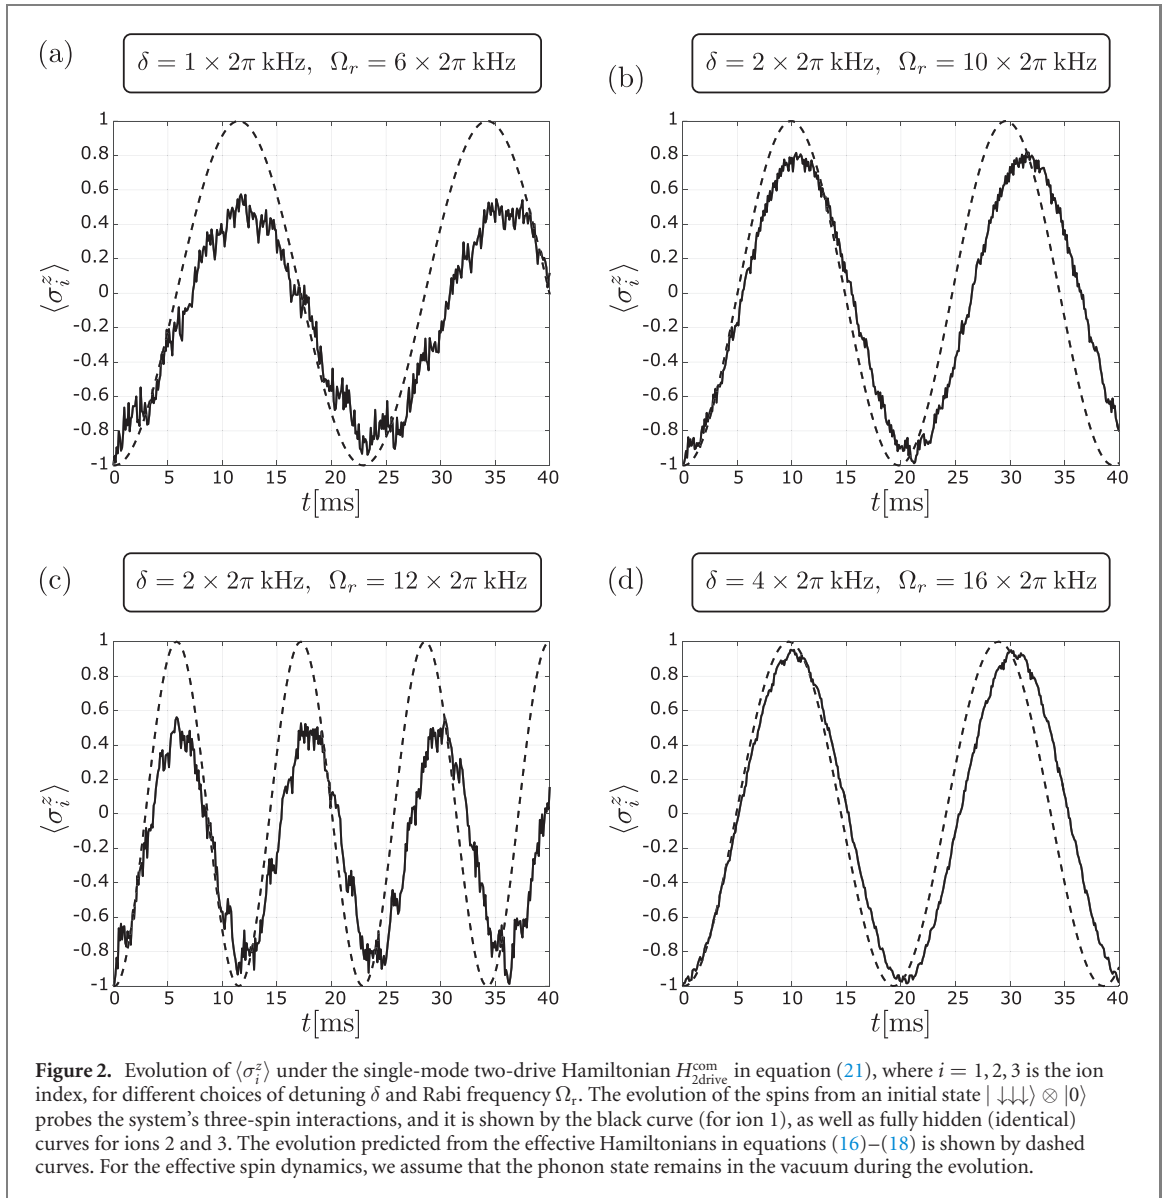 (a)
δ = 1 × 2π kHz, Ωᵣ = 6 × 2π kHz
1
0.8
0.6
0.4
0.2
0
-0.2
-0.4
-0.6
-0.8
-1
⟨σᵢᶻ⟩
0 5 10 15 20 25 30 35 40
t[ms]
(b)
δ = 2 × 2π kHz, Ωᵣ = 10 × 2π kHz
1
0.8
0.6
0.4
0.2
0
-0.2
-0.4
-0.6
-0.8
-1
⟨σᵢᶻ⟩
0 5 10 15 20 25 30 35 40
t[ms]
(c)
δ = 2 × 2π kHz, Ωᵣ = 12 × 2π kHz
1
0.8
0.6
0.4
0.2
0
-0.2
-0.4
-0.6
-0.8
-1
⟨σᵢᶻ⟩
0 5 10 15 20 25 30 35 40
t[ms]
(d)
δ = 4 × 2π kHz, Ωᵣ = 16 × 2π kHz
1
0.8
0.6
0.4
0.2
0
-0.2
-0.4
-0.6
-0.8
-1
⟨σᵢᶻ⟩
0 5 10 15 20 25 30 35 40
t[ms]
Figure 2. Evolution of ⟨σᵢᶻ⟩ under the single-mode two-drive Hamiltonian H^com_2drive in equation (21), where i = 1, 2, 3 is the ion
index, for different choices of detuning δ and Rabi frequency Ωᵣ. The evolution of the spins from an initial state | ↓↓↓⟩ ⊗ |0⟩
probes the system's three-spin interactions, and it is shown by the black curve (for ion 1), as well as fully hidden (identical)
curves for ions 2 and 3. The evolution predicted from the effective Hamiltonians in equations (16)–(18) is shown by dashed
curves. For the effective spin dynamics, we assume that the phonon state remains in the vacuum during the evolution.